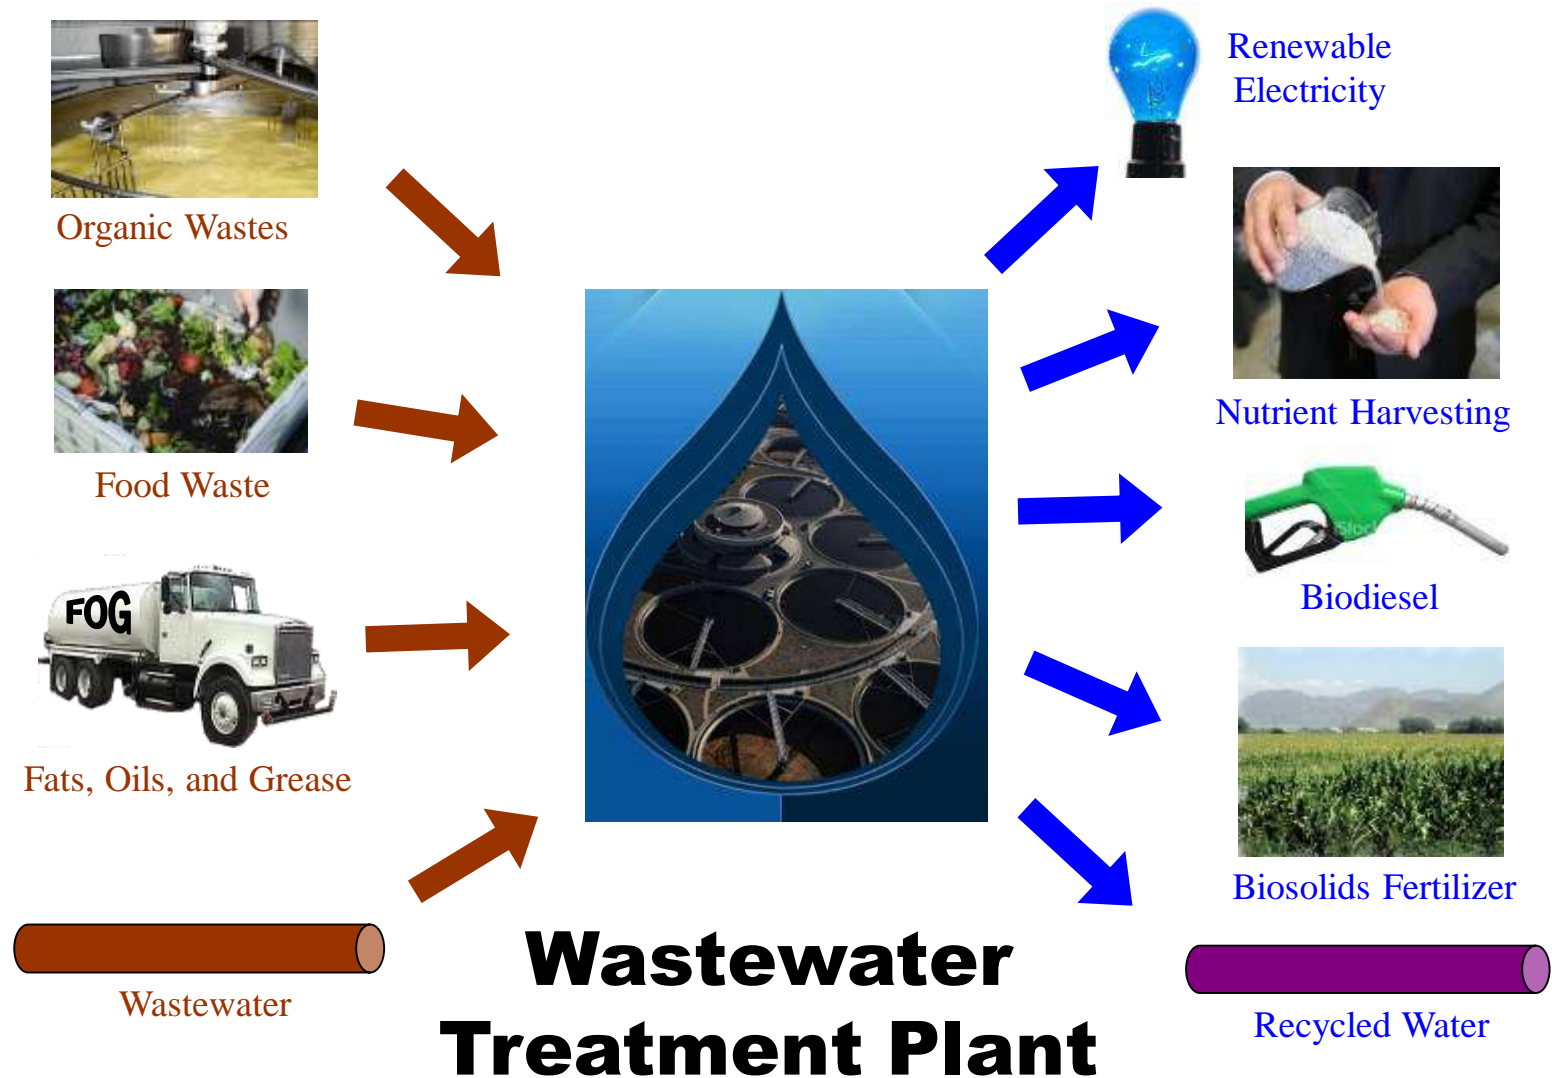 Organic Wastes
Food Waste
FOG
Fats, Oils, and Grease
Wastewater
Wastewater
Treatment Plant
Renewable
Electricity
Nutrient Harvesting
iStock
Biodiesel
Biosolids Fertilizer
Recycled Water